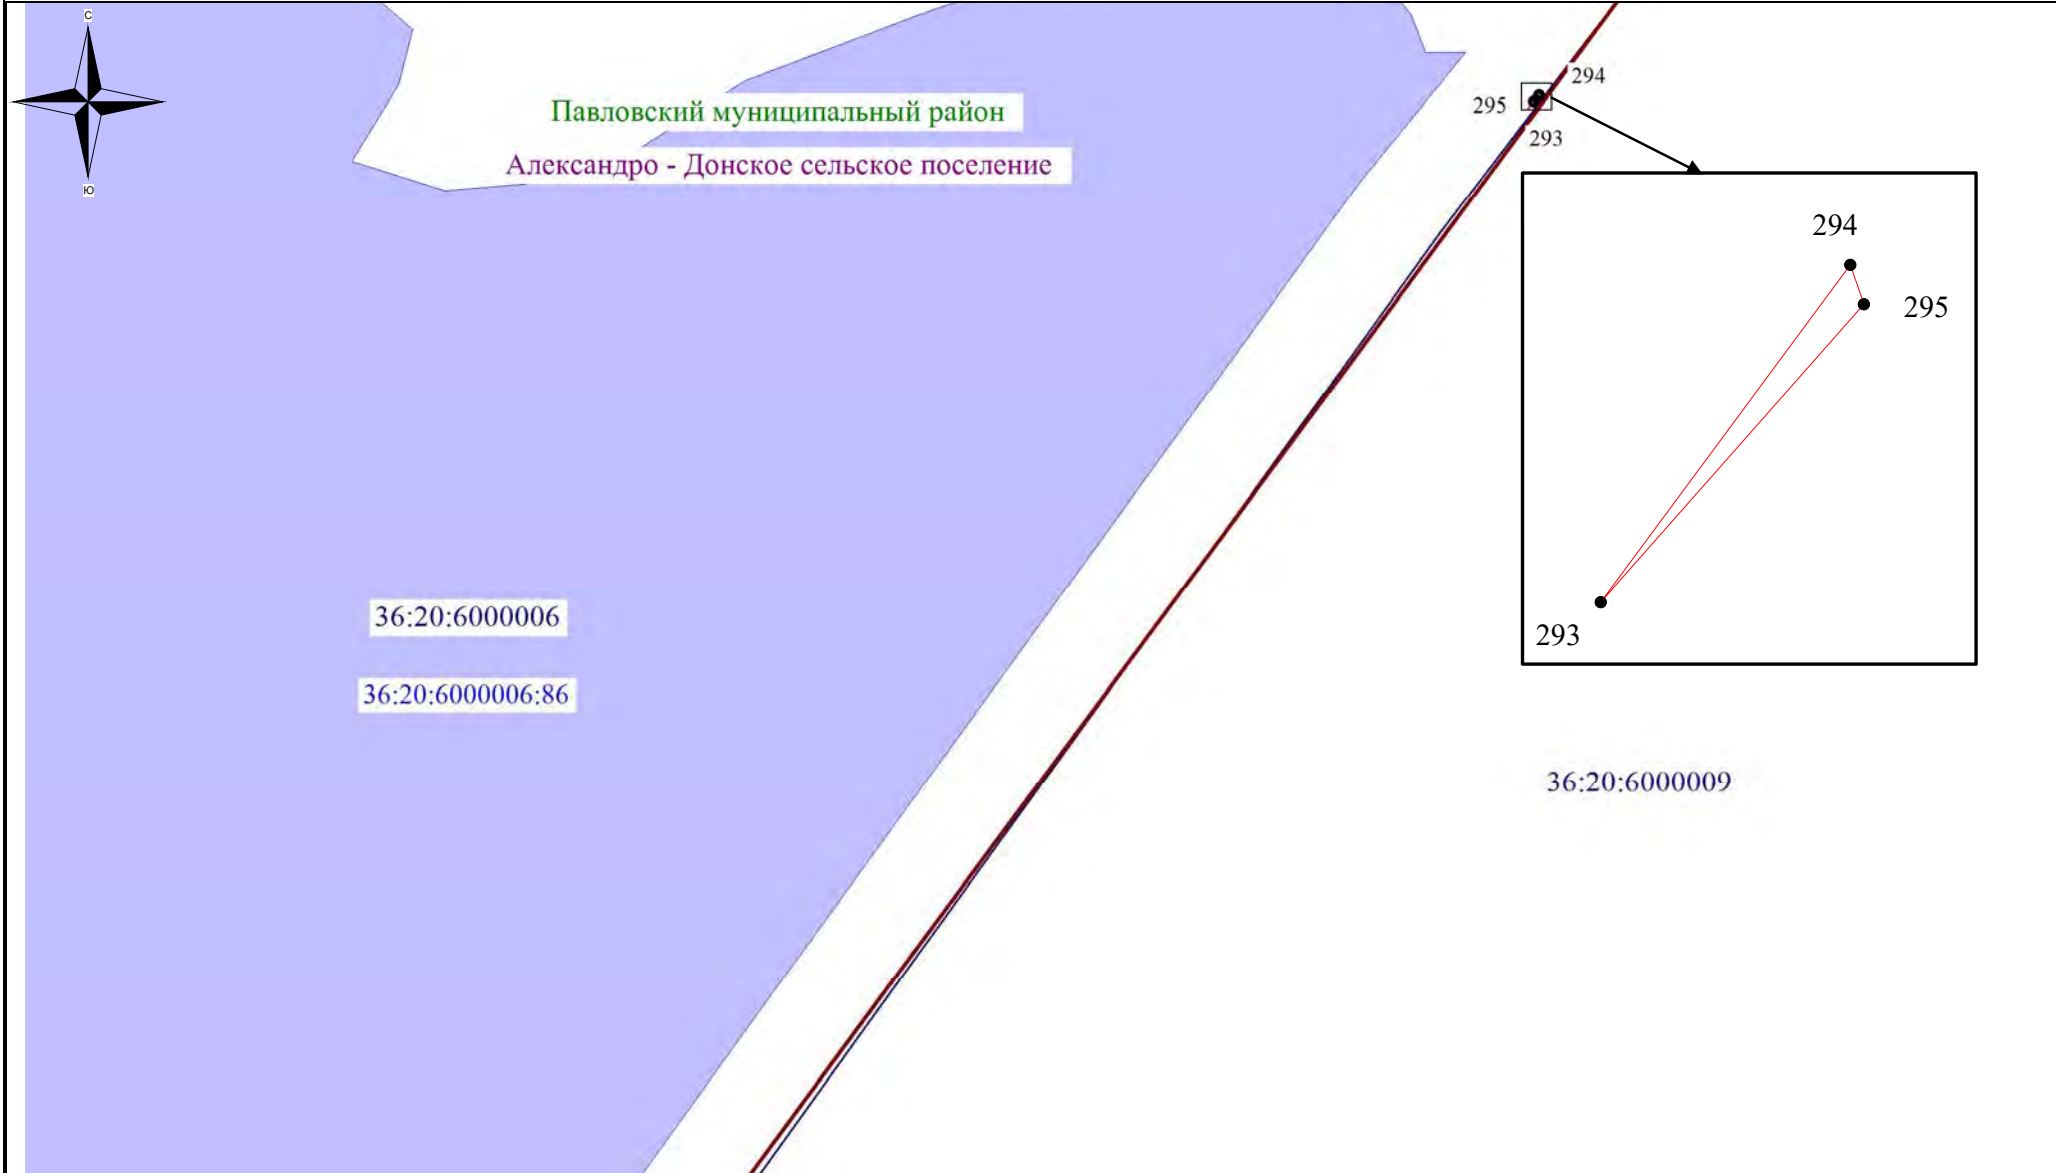 С
Ю
Павловский муниципальный район
Александро - Донское сельское поселение
294
295
293
294
295
293
36:20:6000006
36:20:6000006:86
36:20:6000009